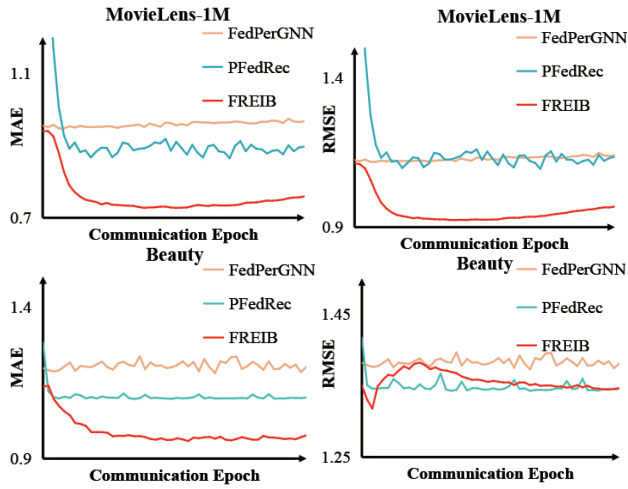 MovieLens-1M
FedPerGNN
PFedRec
FREIB
1.1
MAE
0.7
Communication Epoch
MovieLens-1M
FedPerGNN
PFedRec
FREIB
1.4
RMSE
0.9
Communication Epoch
Beauty
FedPerGNN
PFedRec
FREIB
1.4
MAE
0.9
Communication Epoch
Beauty
FedPerGNN
PFedRec
FREIB
1.45
RMSE
1.25
Communication Epoch